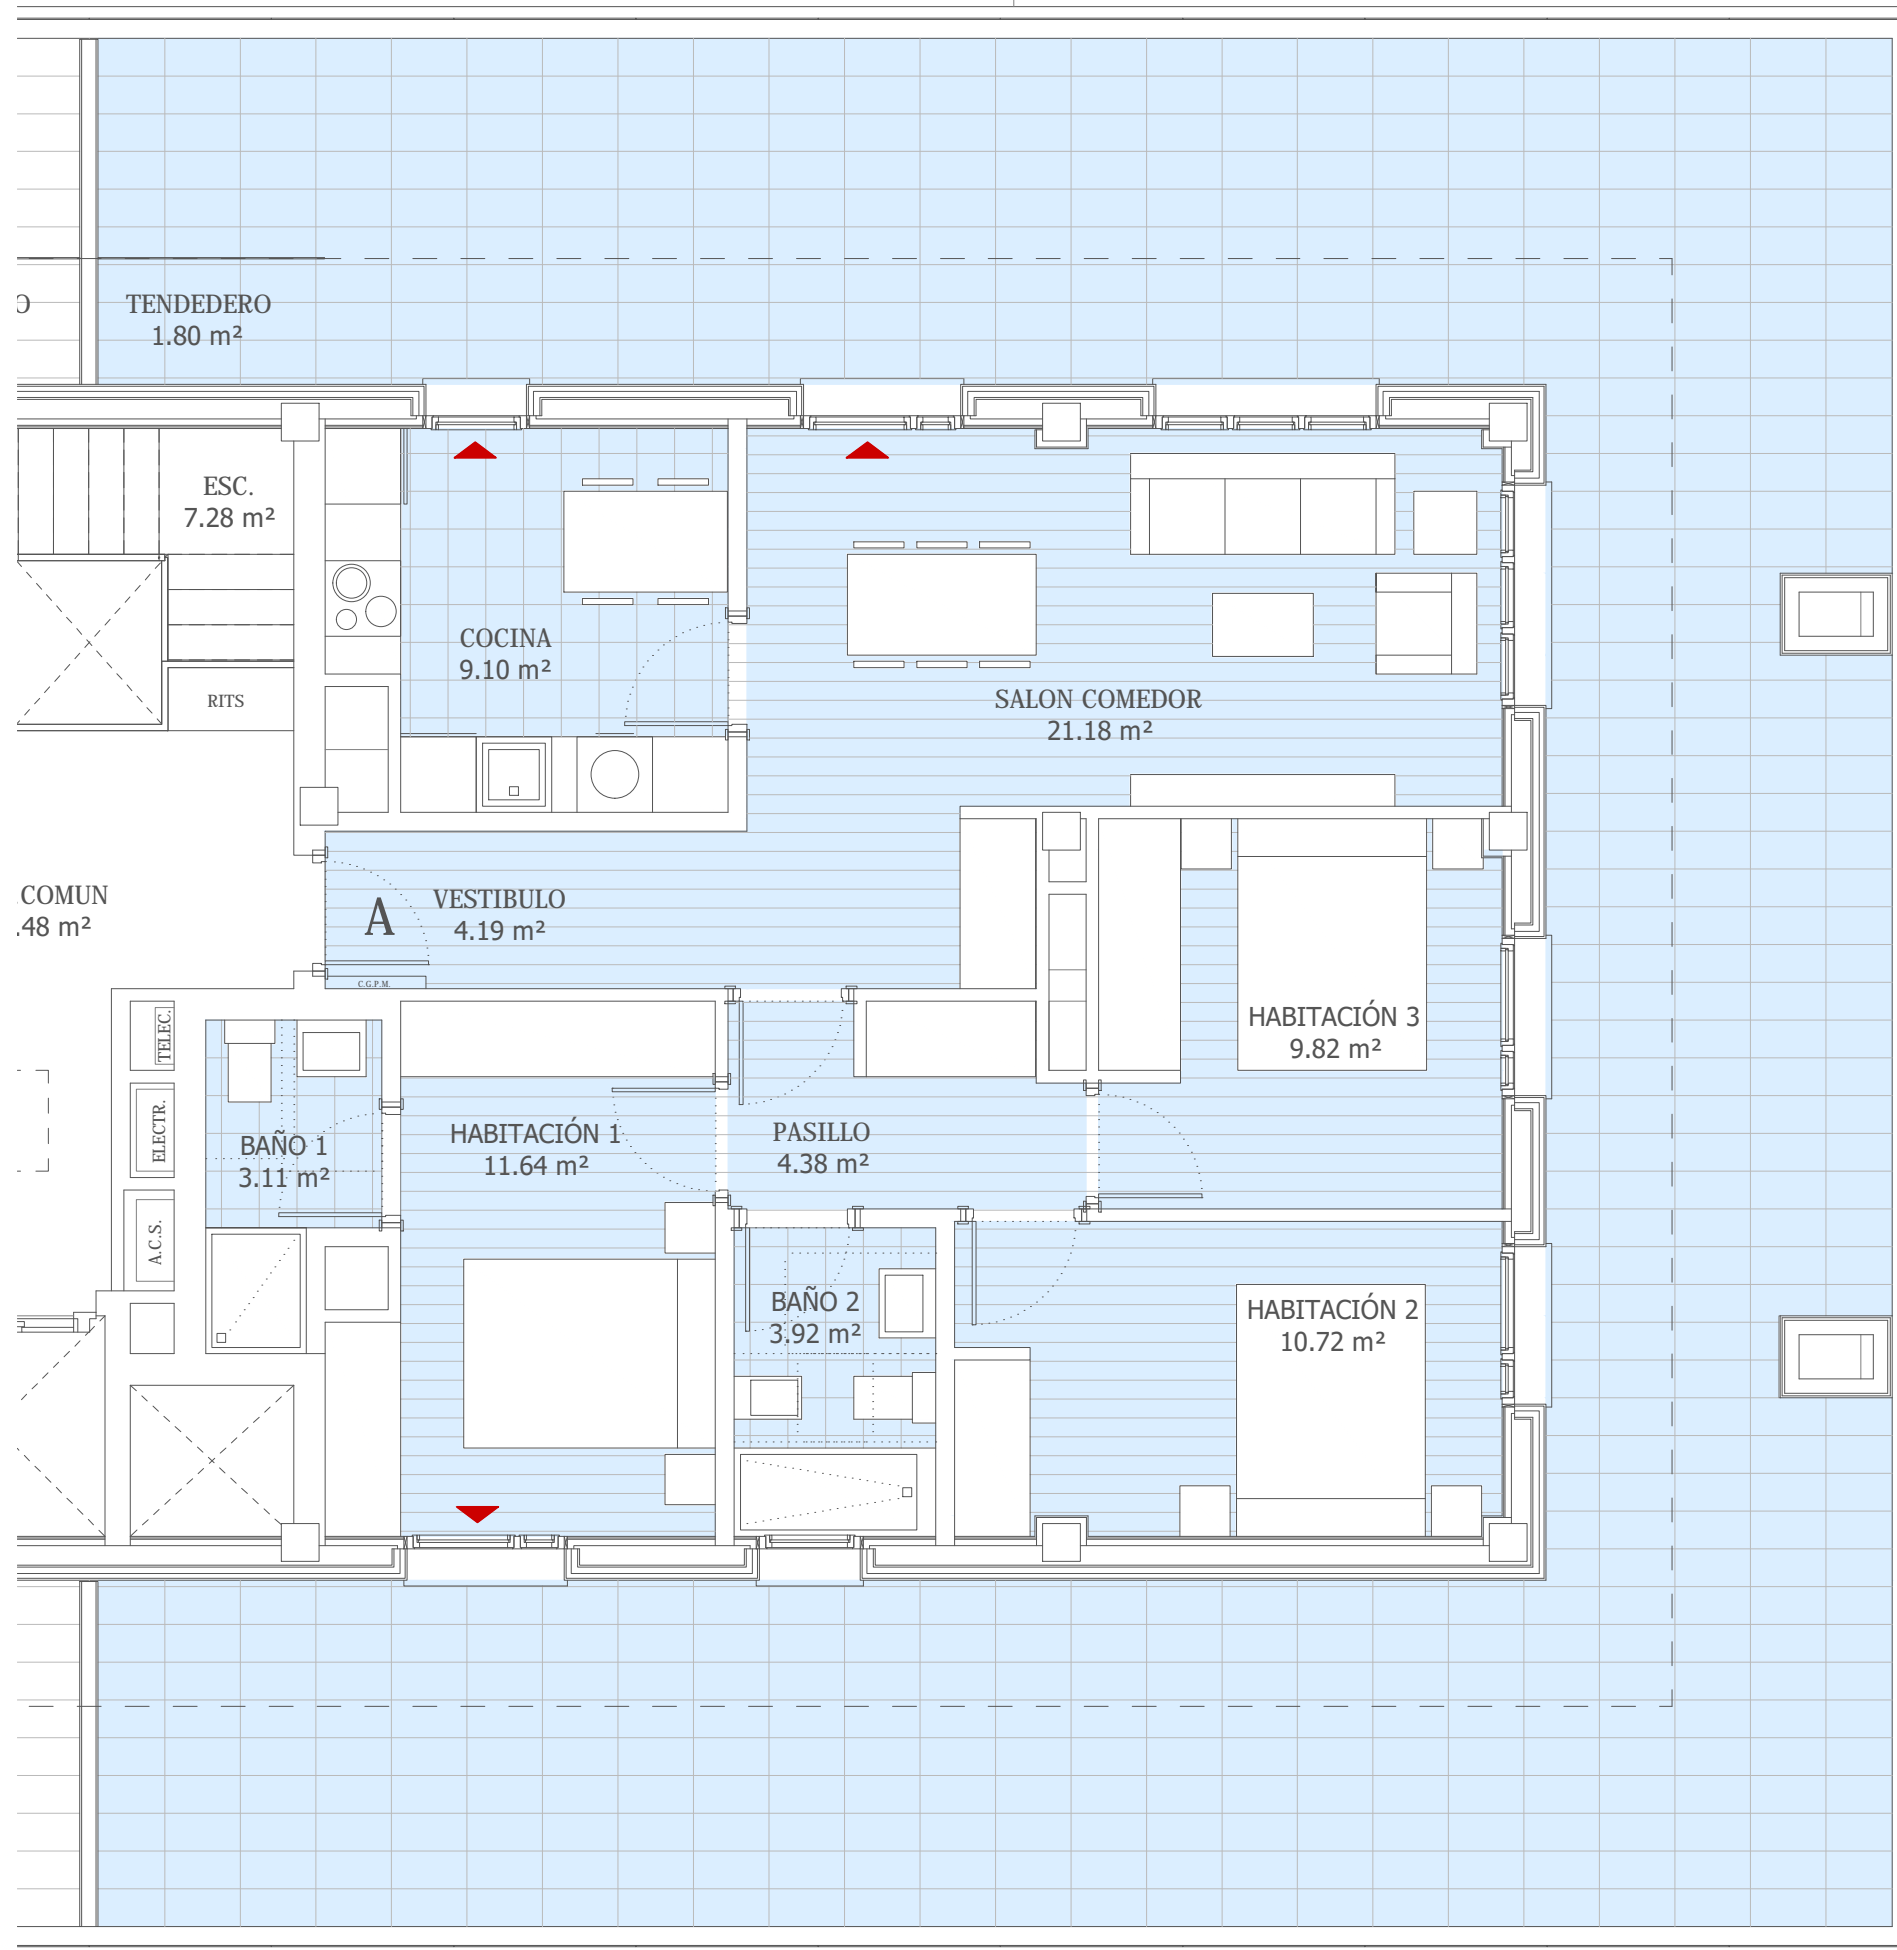 O
TENDEDERO
1.80 m²
ESC.
7.28 m²
RITS
COCINA
9.10 m²
SALON COMEDOR
21.18 m²
COMUN
.48 m²
A
VESTIBULO
4.19 m²
C.G.P.M.
TELEC.
ELECTR.
A.C.S.
BAÑO 1
3.11 m²
HABITACIÓN 1
11.64 m²
PASILLO
4.38 m²
HABITACIÓN 3
9.82 m²
BAÑO 2
3.92 m²
HABITACIÓN 2
10.72 m²